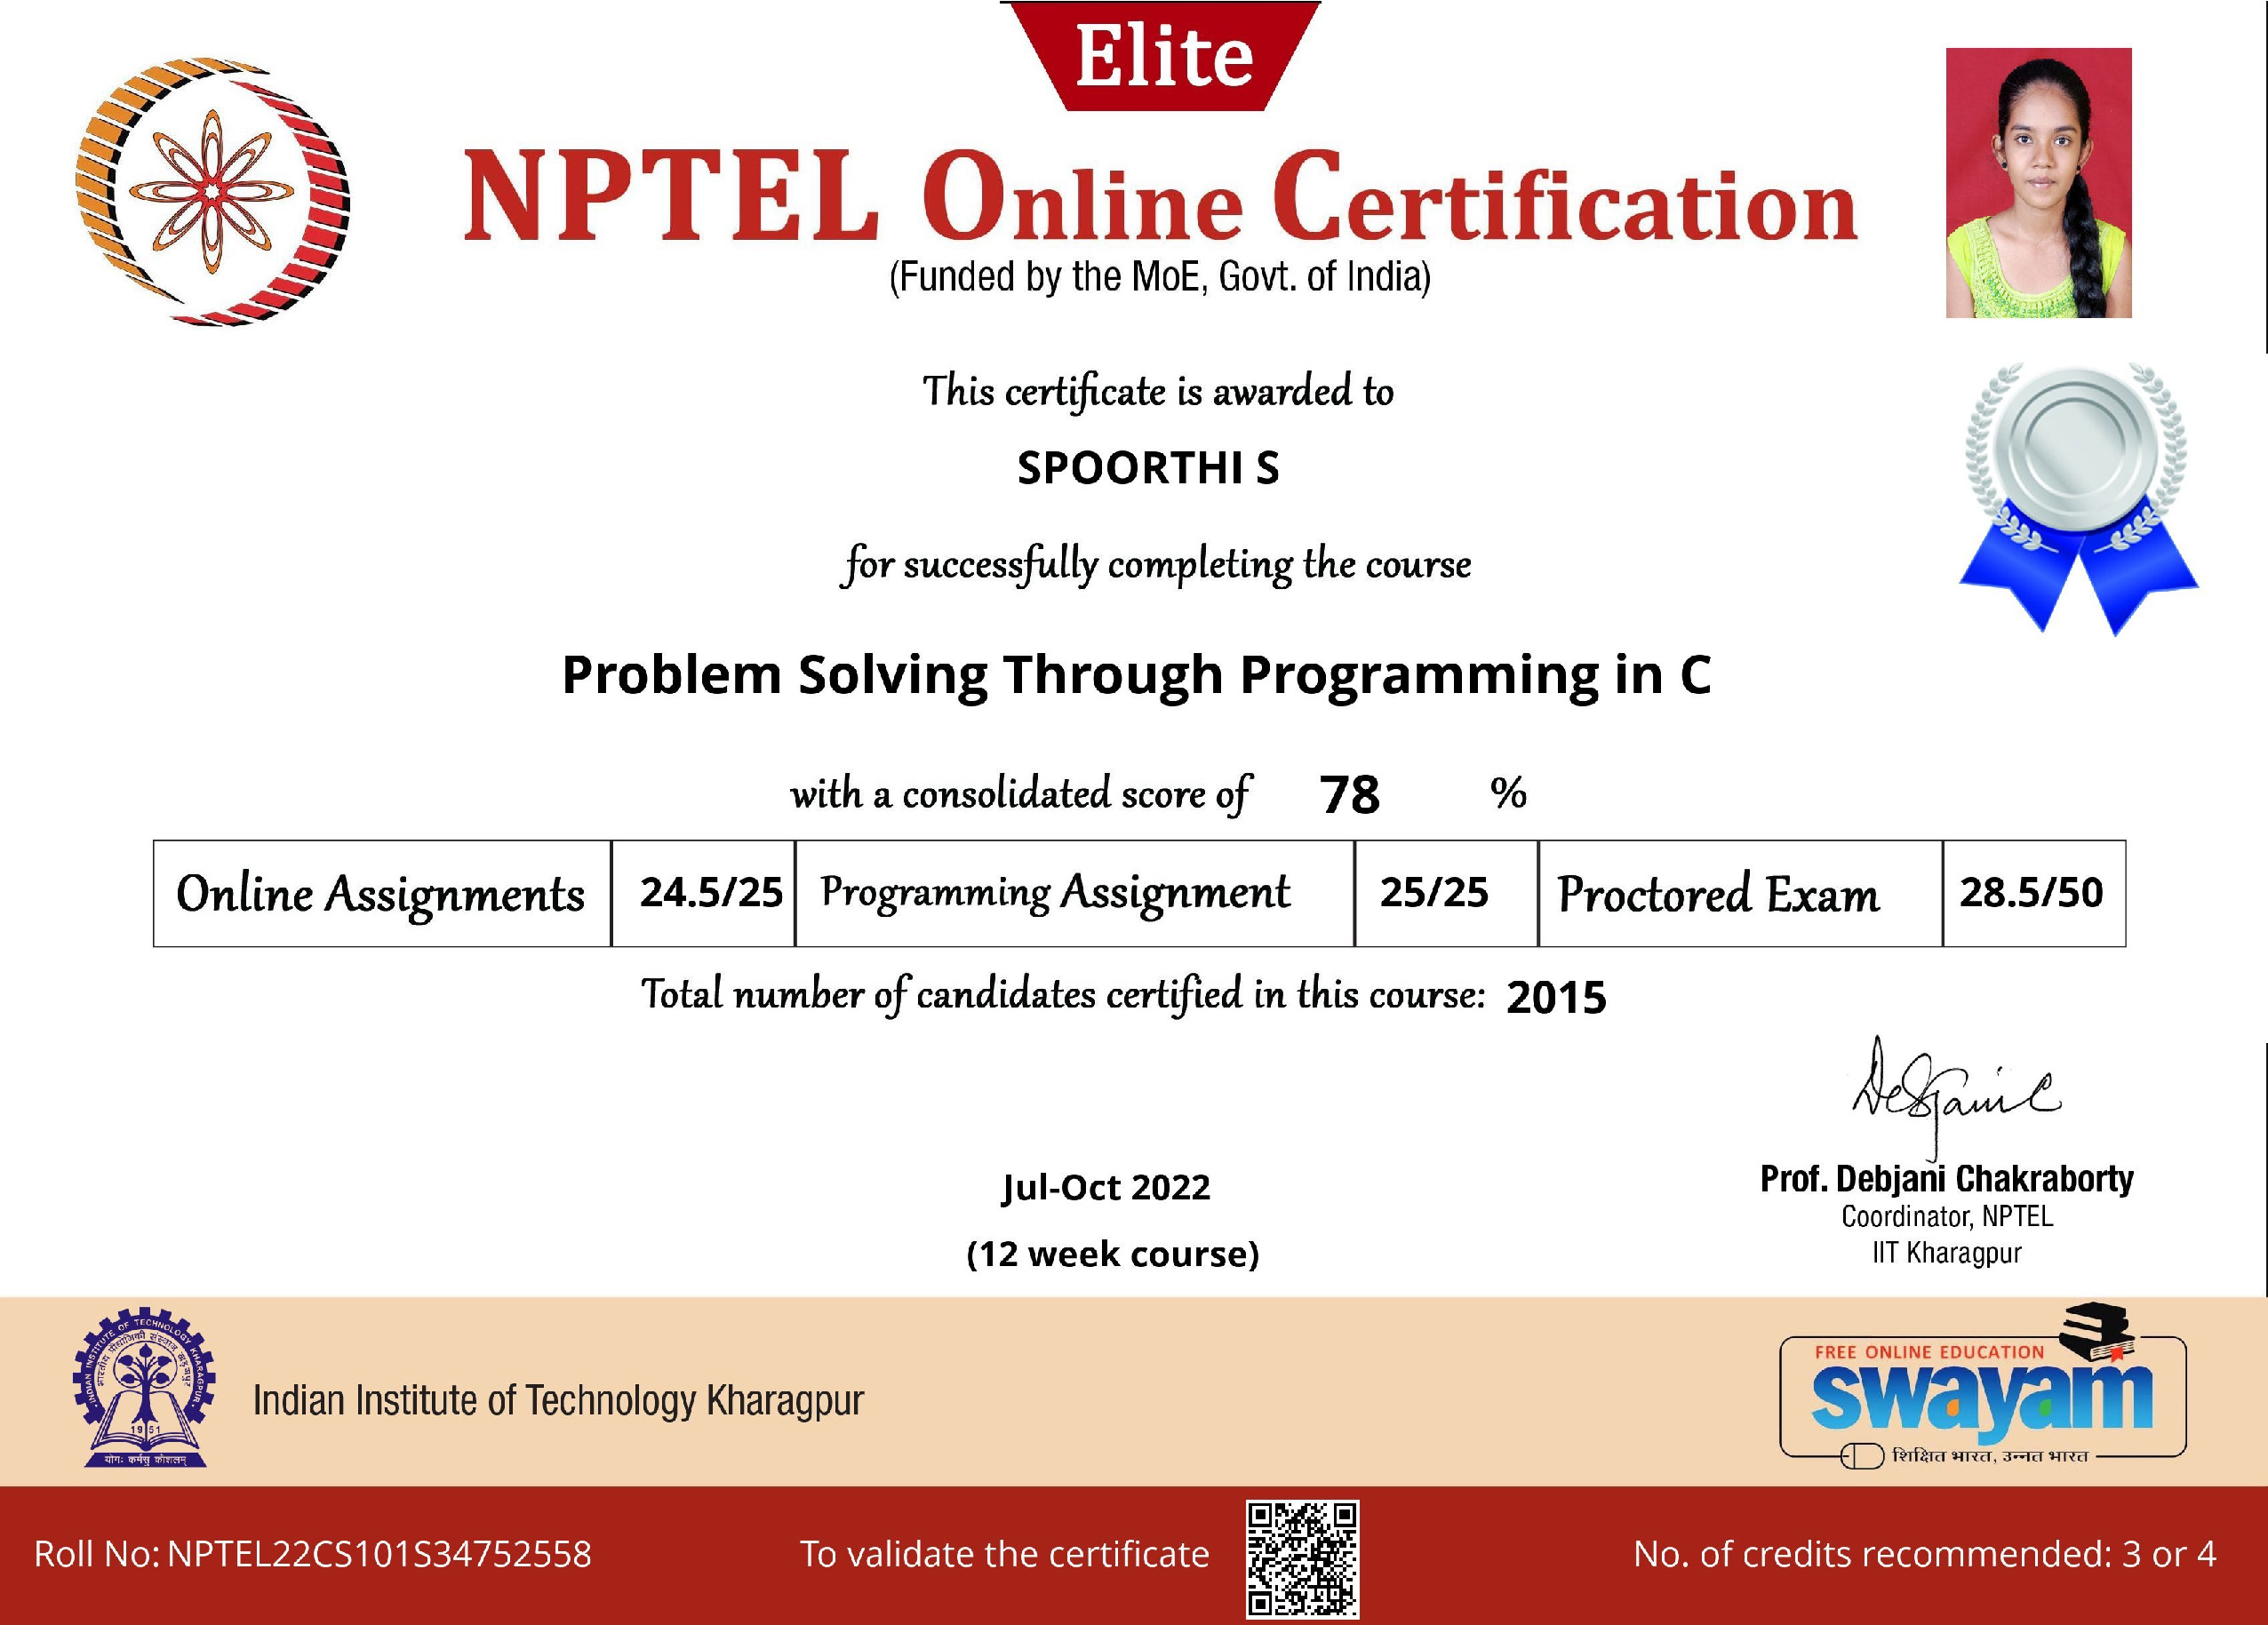 Elite
NPTEL Online Certification
(Funded by the MoE, Govt. of India)
This certificate is awarded to
SPOORTHI S
for successfully completing the course
Problem Solving Through Programming in C
with a consolidated score of 78 %
Online Assignments 24.5/25 Programming Assignment 25/25 Proctored Exam 28.5/50
Total number of candidates certified in this course: 2015
Jul-Oct 2022
(12 week course)
Prof. Debjani Chakraborty
Coordinator, NPTEL
IIT Kharagpur
INDIAN INSTITUTE OF TECHNOLOGY KHARAGPUR
भारतीय प्रौद्योगिकी संस्थान खड़गपुर
1951
योगः कर्मसु कौशलम्
Indian Institute of Technology Kharagpur
FREE ONLINE EDUCATION
swayam
शिक्षित भारत, उन्नत भारत
Roll No: NPTEL22CS101S34752558
To validate the certificate
No. of credits recommended: 3 or 4